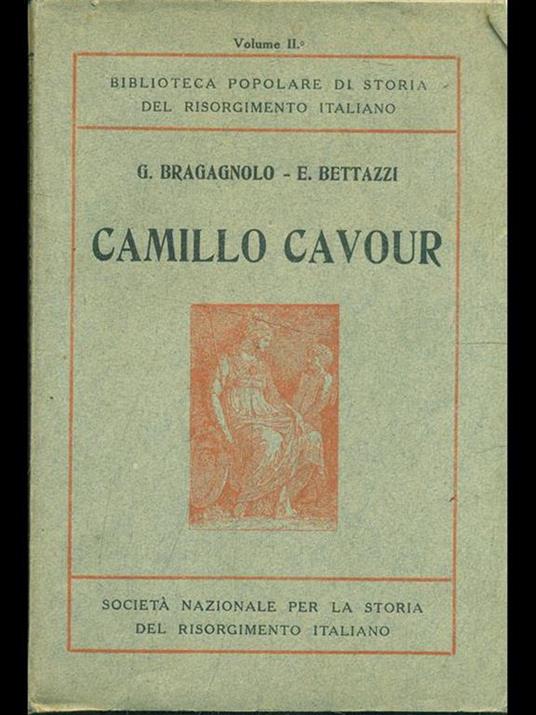 Volume II.º
BIBLIOTECA POPOLARE DI STORIA
DEL RISORGIMENTO ITALIANO
G. BRAGAGNOLO - E. BETTAZZI
CAMILLO CAVOUR
SOCIETÀ NAZIONALE PER LA STORIA
DEL RISORGIMENTO ITALIANO